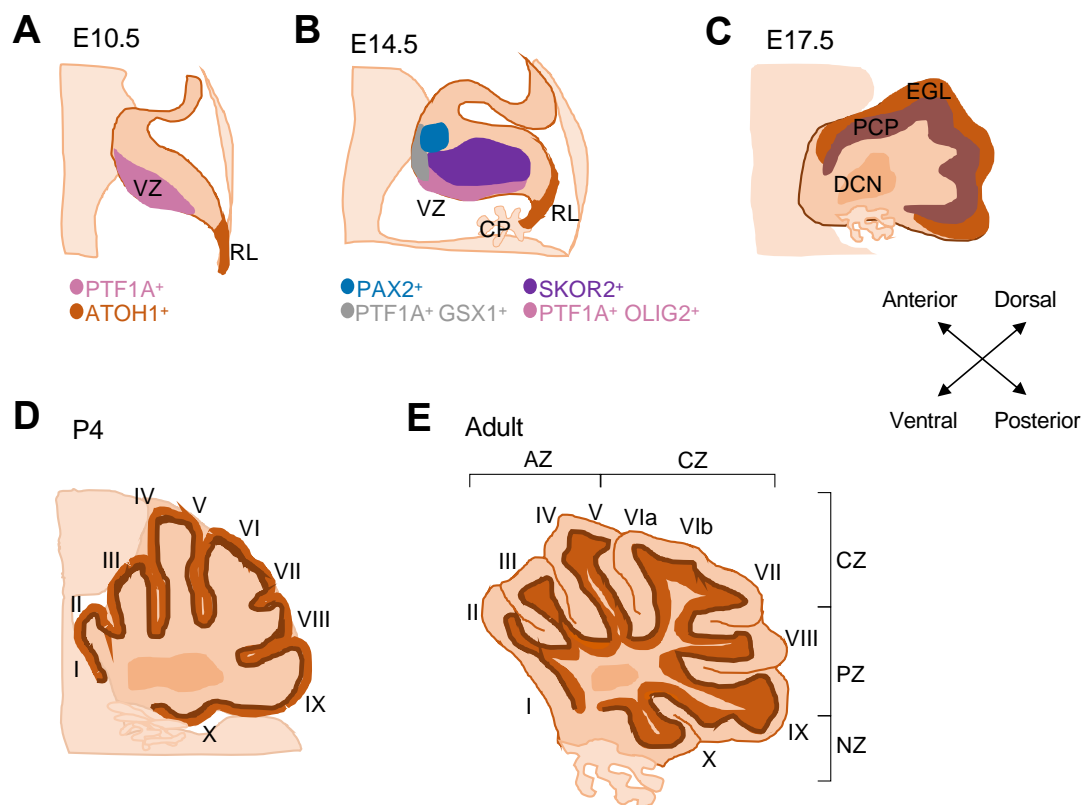 A
E10.5
VZ
RL
PTF1A+
ATOH1+
B
E14.5
VZ
CP
RL
PAX2+
SKOR2+
PTF1A+ GSX1+
PTF1A+ OLIG2+
C
E17.5
EGL
PCP
DCN
Anterior
Dorsal
Ventral
Posterior
D
P4
I
II
III
IV
V
VI
VII
VIII
IX
X
E
Adult
AZ
CZ
I
II
III
IV
V
VIa
VIb
VII
VIII
IX
X
CZ
PZ
NZ